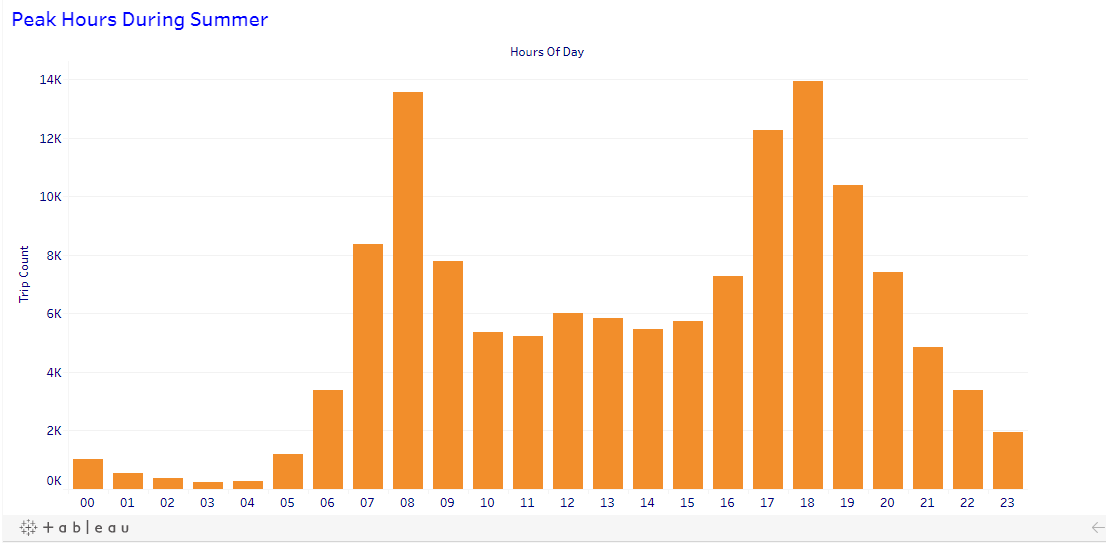 Peak Hours During Summer
Hours Of Day
Trip Count
14K
12K
10K
8K
6K
4K
2K
0K
00 01 02 03 04 05 06 07 08 09 10 11 12 13 14 15 16 17 18 19 20 21 22 23
+ableau